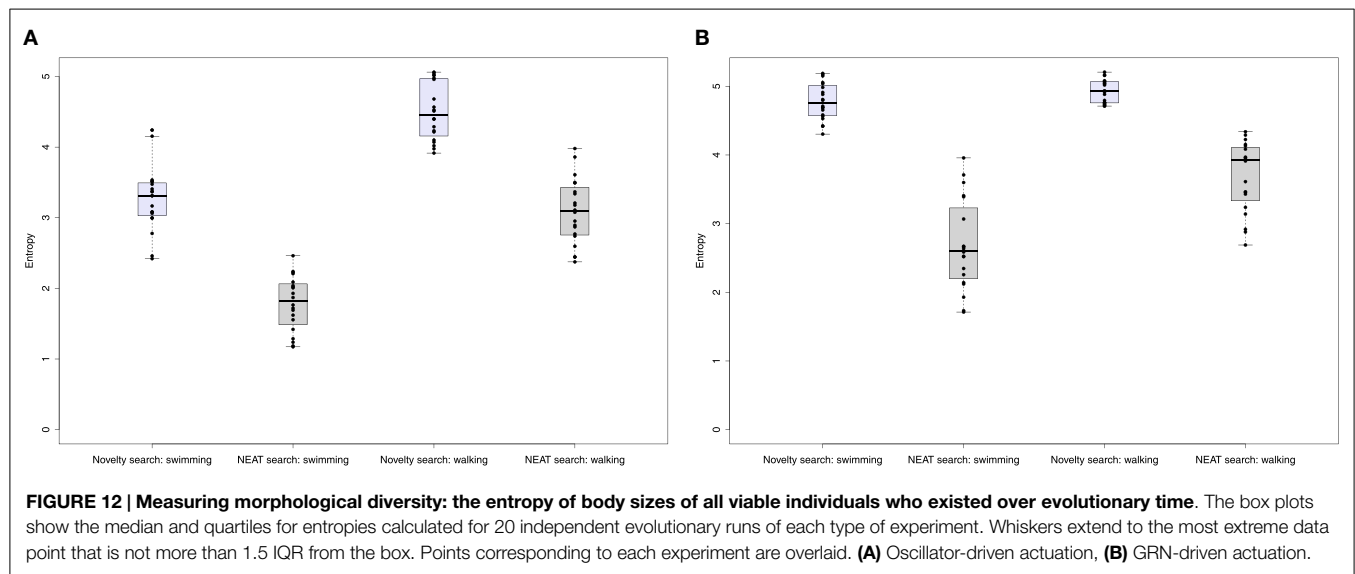 A
B
5
4
3
2
1
0
Entropy
Novelty search: swimming NEAT search: swimming Novelty search: walking NEAT search: walking
5
4
3
2
1
0
Entropy
Novelty search: swimming NEAT search: swimming Novelty search: walking NEAT search: walking
FIGURE 12 | Measuring morphological diversity: the entropy of body sizes of all viable individuals who existed over evolutionary time. The box plots
show the median and quartiles for entropies calculated for 20 independent evolutionary runs of each type of experiment. Whiskers extend to the most extreme data
point that is not more than 1.5 IQR from the box. Points corresponding to each experiment are overlaid. (A) Oscillator-driven actuation, (B) GRN-driven actuation.